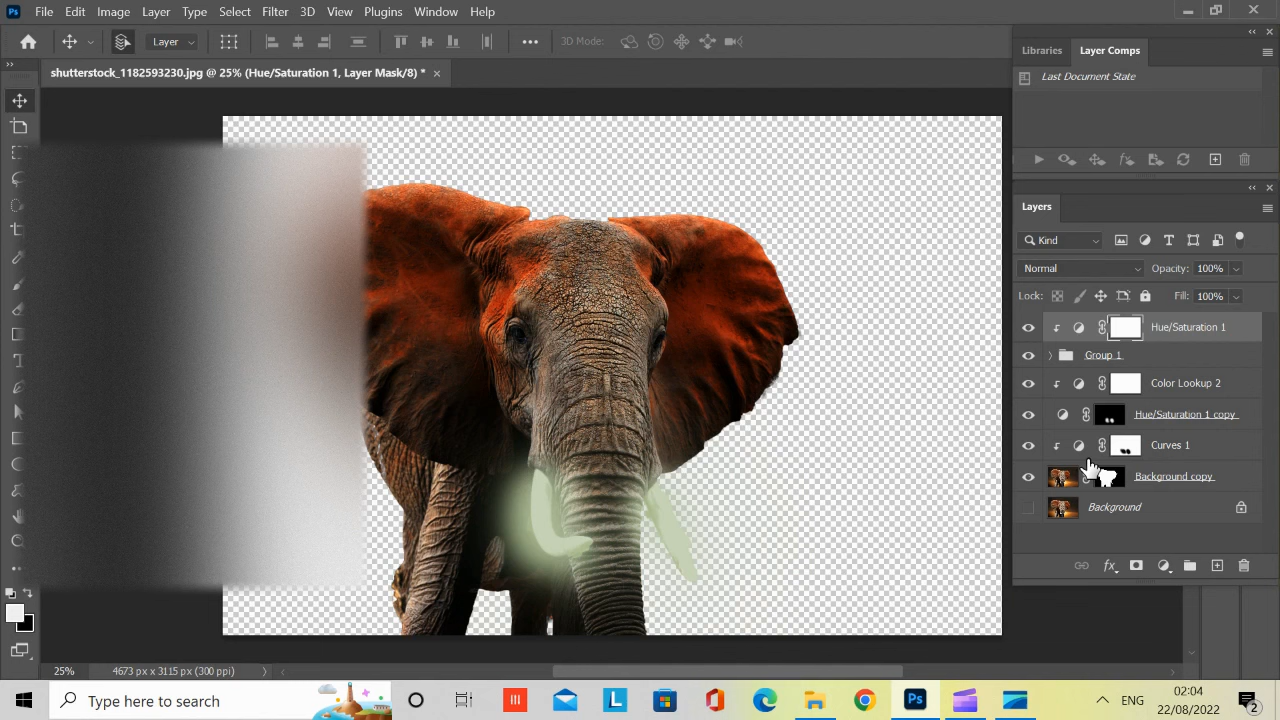 Ps File Edit Image Layer Type Select Filter 3D View Plugins Window Help
Layer 3D Mode:
Libraries Layer Comps
shutterstock_1182593230.jpg @ 25% (Hue/Saturation 1, Layer Mask/8) *
Last Document State
Layers
Kind
Normal Opacity: 100%
Lock: Fill: 100%
Hue/Saturation 1
Group 1
Color Lookup 2
Hue/Saturation 1 copy
Curves 1
Background copy
Background
fx
25% 4673 px x 3115 px (300 ppi)
Type here to search
L
Ps
ENG
02:04
22/08/2022
2